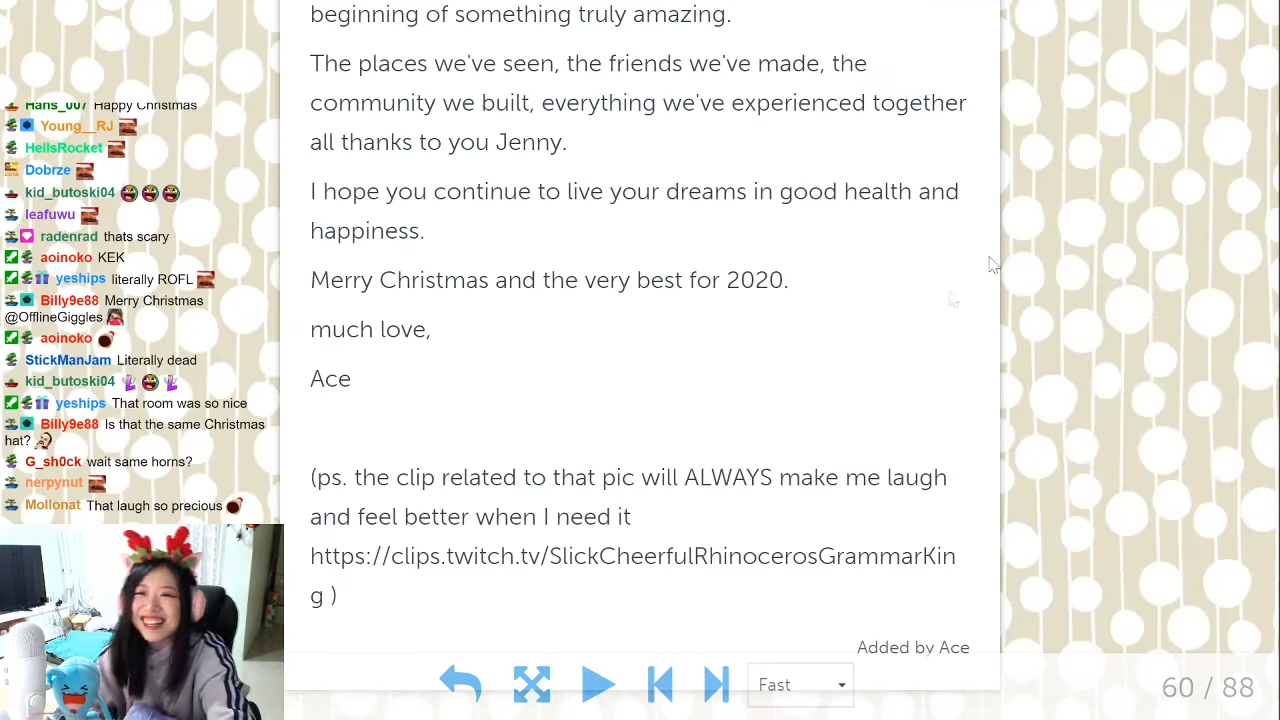 Hans_007 Happy Christmas
Young__RJ
HellsRocket
Dobrze
kid_butoski04
leafuwu
radenrad thats scary
aoinoko KEK
yeships literally ROFL
Billy9e88 Merry Christmas
@OfflineGiggles
aoinoko
StickManJam Literally dead
kid_butoski04
yeships That room was so nice
Billy9e88 Is that the same Christmas
hat?
G_sh0ck wait same horns?
nerpynut
Mollonat That laugh so precious
beginning of something truly amazing.
The places we've seen, the friends we've made, the
community we built, everything we've experienced together
all thanks to you Jenny.
I hope you continue to live your dreams in good health and
happiness.
Merry Christmas and the very best for 2020.
much love,
Ace
(ps. the clip related to that pic will ALWAYS make me laugh
and feel better when I need it
https://clips.twitch.tv/SlickCheerfulRhinocerosGrammarKin
g )
Added by Ace
Fast
60 / 88